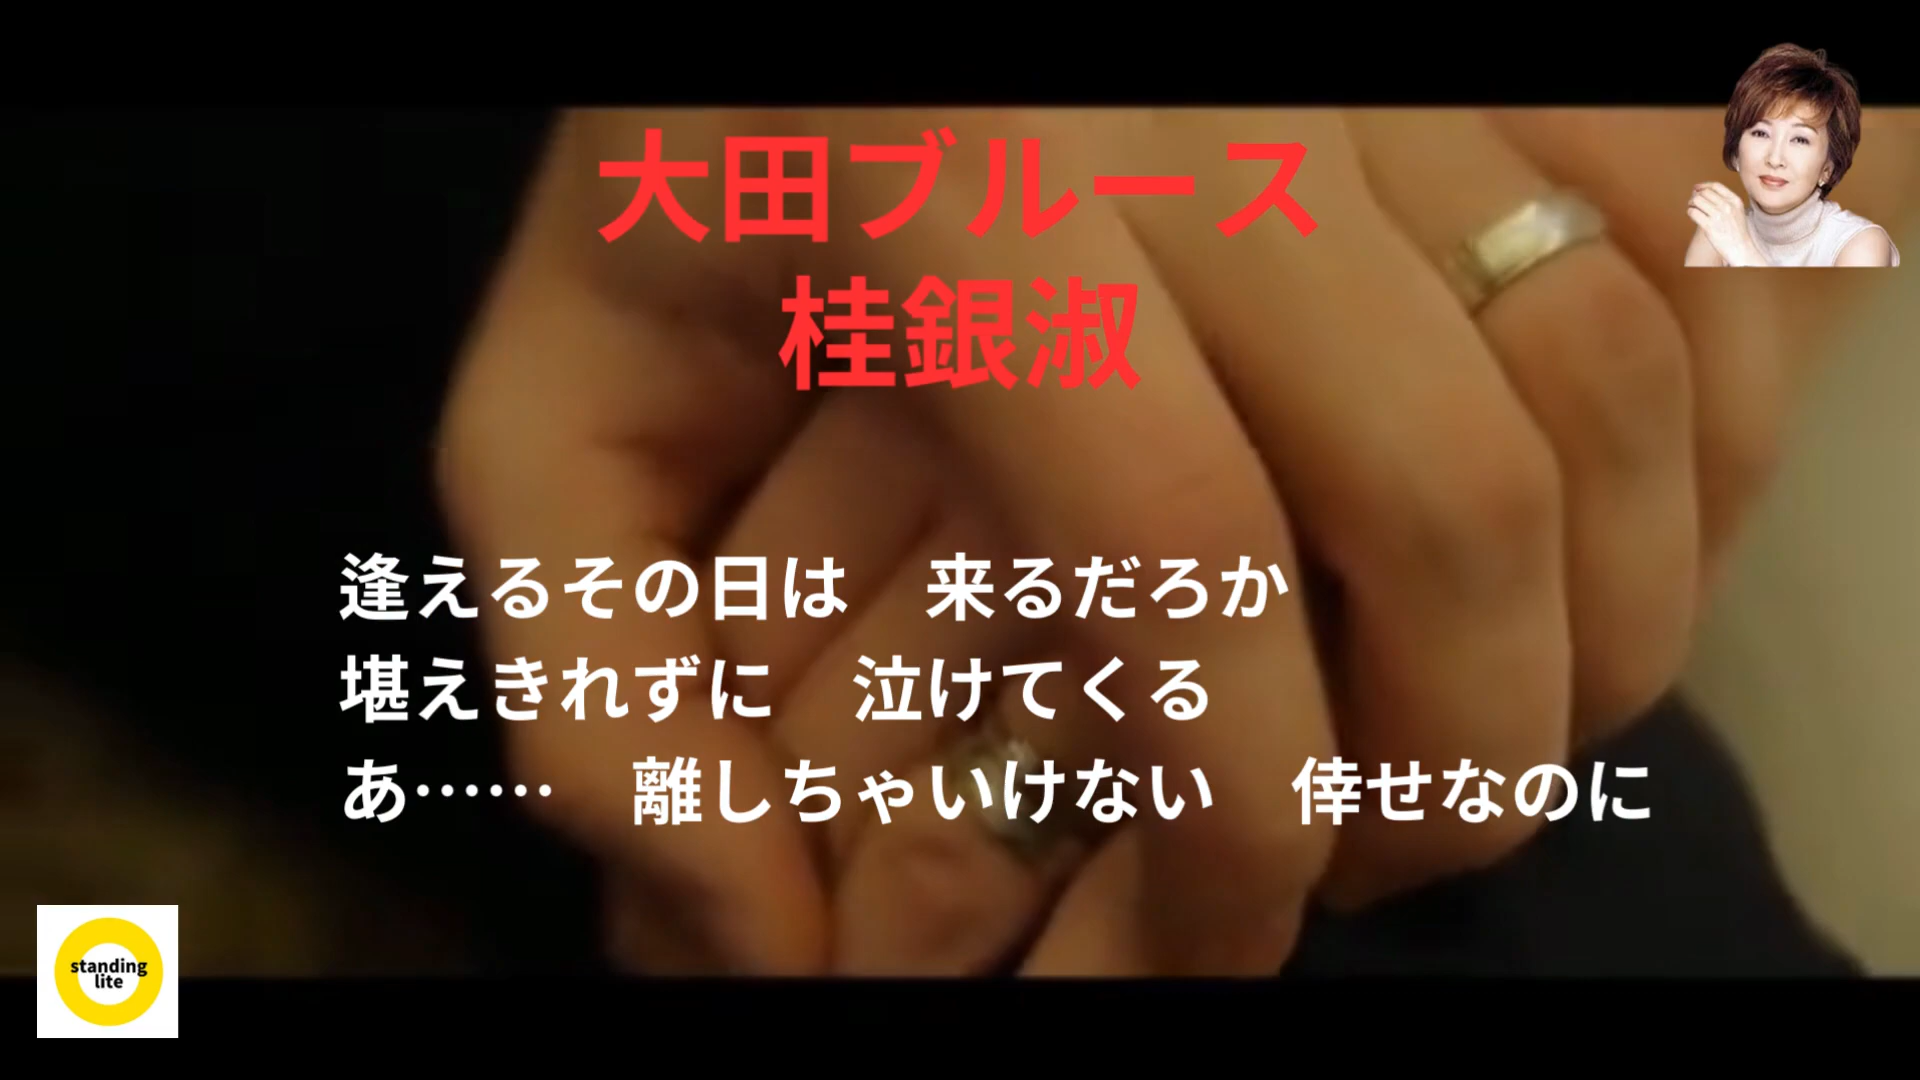 大田ブルース
桂銀淑
逢えるその日は　来るだろか
堪えきれずに　泣けてくる
あ……　離しちゃいけない　倖せなのに
standing
lite